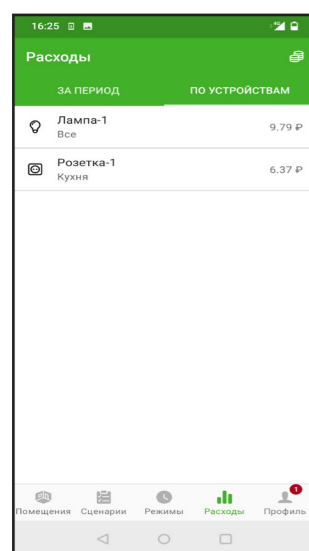 16:25
4G
Расходы
ЗА ПЕРИОД ПО УСТРОЙСТВАМ
Лампа-1
Все
9.79 ₽
Розетка-1
Кухня
6.37 ₽
1
Помещения Сценарии Режимы Расходы Профиль